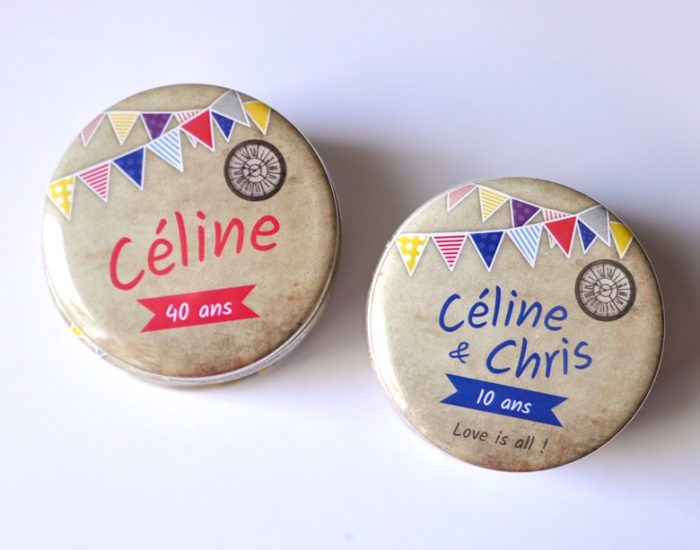 Céline
40 ans
Céline
& Chris
10 ans
Love is all !